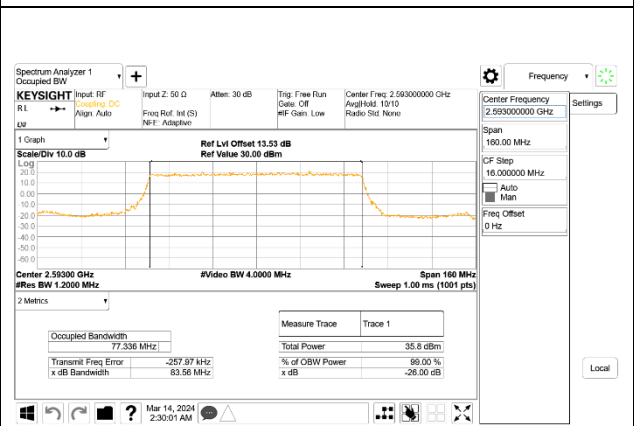 Spectrum Analyzer 1
Occupied BW
Frequency
KEYSIGHT
Input: RF
Input Z: 50 Ω
Atten: 30 dB
Trig: Free Run
Center Freq: 2.593000000 GHz
RL
Coupling: DC
Gate: Off
Avg|Hold: 10/10
Align: Auto
Freq Ref: Int (S)
#IF Gain: Low
Radio Std: None
NFE: Adaptive
Center Frequency
2.593000000 GHz
Settings
Span
160.00 MHz
CF Step
16.000000 MHz
Auto
Man
Freq Offset
0 Hz
1 Graph
Ref Lvl Offset 13.53 dB
Scale/Div 10.0 dB
Ref Value 30.00 dBm
Log
20.0
10.0
0.00
-10.0
-20.0
-30.0
-40.0
-50.0
-60.0
Center 2.59300 GHz
#Video BW 4.0000 MHz
Span 160 MHz
#Res BW 1.2000 MHz
Sweep 1.00 ms (1001 pts)
2 Metrics
Measure Trace
Trace 1
Occupied Bandwidth
77.336 MHz
Total Power
35.8 dBm
Transmit Freq Error
-257.97 kHz
% of OBW Power
99.00 %
x dB Bandwidth
83.56 MHz
x dB
-26.00 dB
Local
Mar 14, 2024
2:30:01 AM